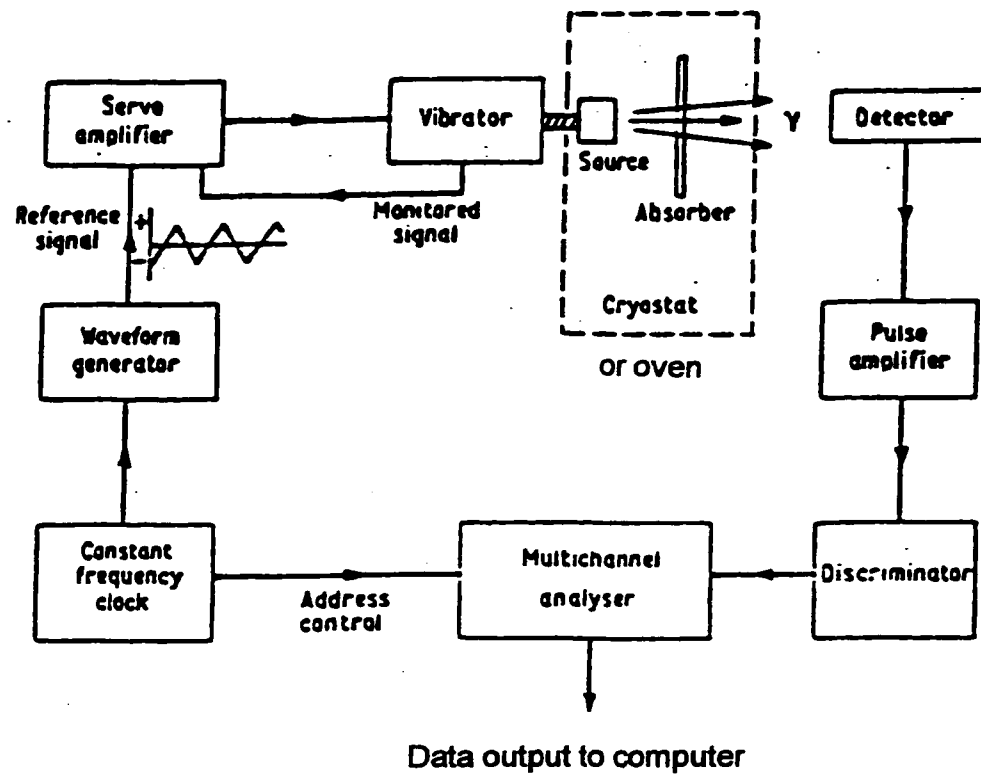 Servo
amplifier
Vibrator
Source
Absorber
γ
Detector
Reference
signal
+
−
Monitored
signal
Cryostat
or oven
Waveform
generator
Pulse
amplifier
Constant
frequency
clock
Address
control
Multichannel
analyser
Discriminator
Data output to computer